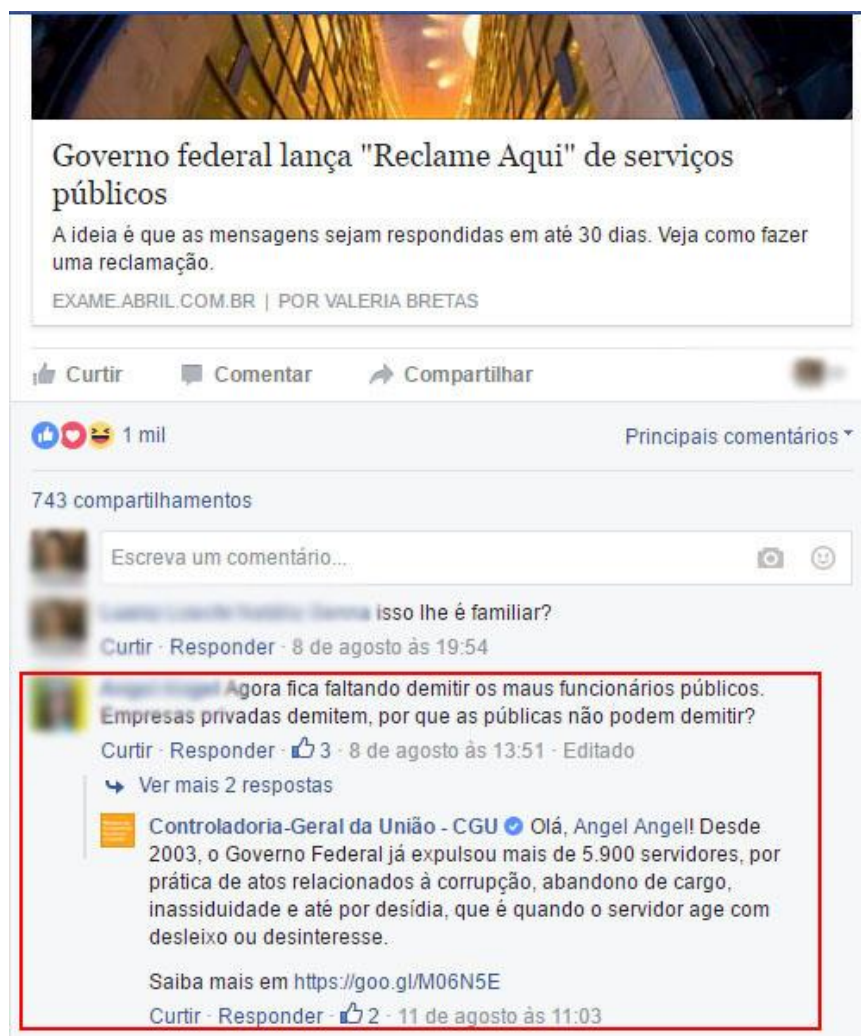 Governo federal lança "Reclame Aqui" de serviços
públicos
A ideia é que as mensagens sejam respondidas em até 30 dias. Veja como fazer
uma reclamação.
EXAME.ABRIL.COM.BR | POR VALERIA BRETAS
Curtir Comentar Compartilhar
1 mil Principais comentários
743 compartilhamentos
Escreva um comentário...
isso lhe é familiar?
Curtir · Responder · 8 de agosto às 19:54
Agora fica faltando demitir os maus funcionários públicos.
Empresas privadas demitem, por que as públicas não podem demitir?
Curtir · Responder · 3 · 8 de agosto às 13:51 · Editado
Ver mais 2 respostas
Controladoria-Geral da União - CGU Olá, Angel Angel! Desde
2003, o Governo Federal já expulsou mais de 5.900 servidores, por
prática de atos relacionados à corrupção, abandono de cargo,
inassiduidade e até por desídia, que é quando o servidor age com
desleixo ou desinteresse.
Saiba mais em https://goo.gl/M06N5E
Curtir · Responder · 2 · 11 de agosto às 11:03